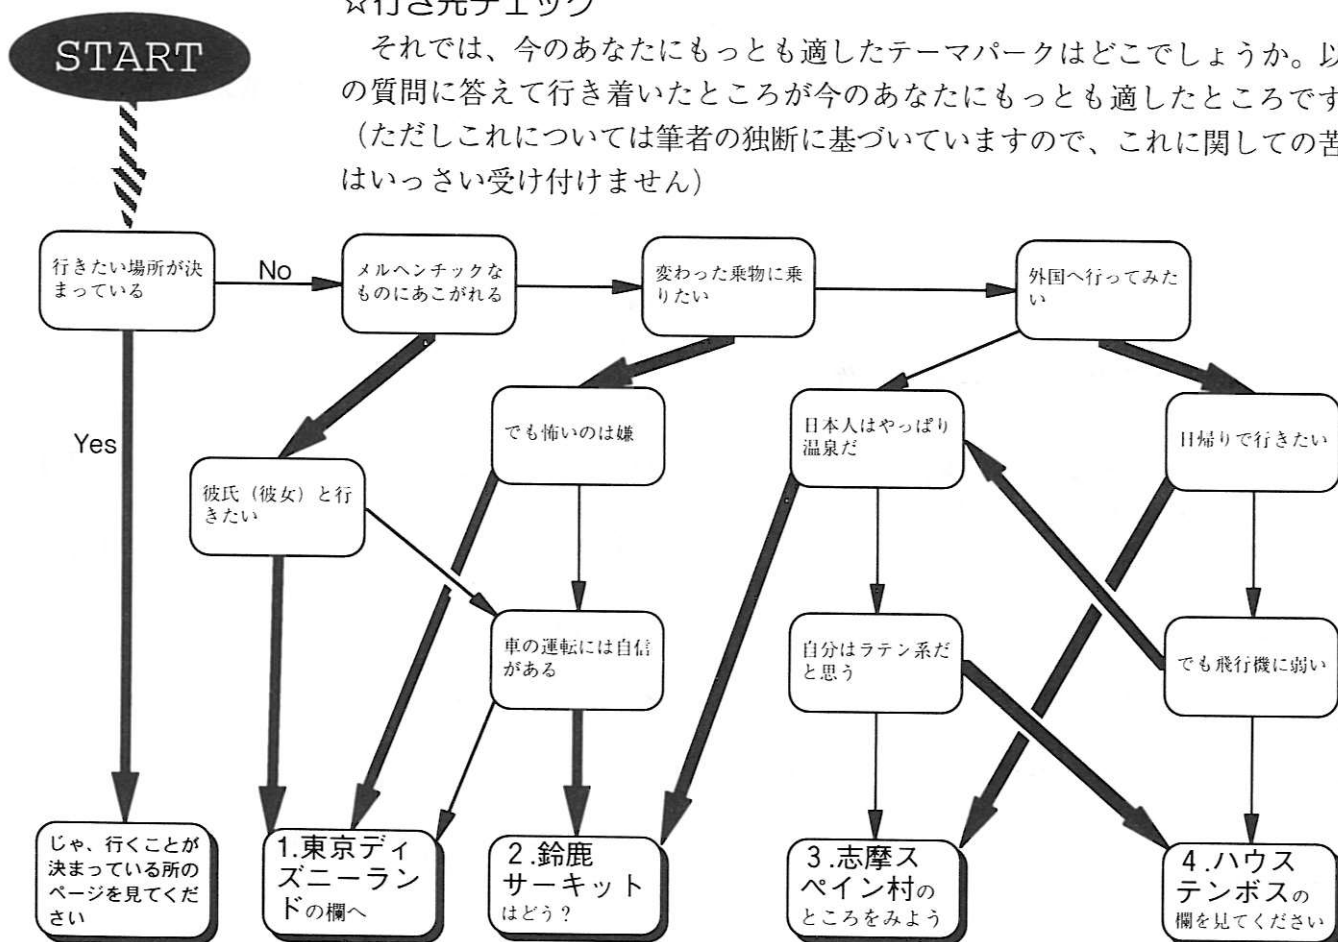 ☆行き先チェック
START
それでは、今のあなたにもっとも適したテーマパークはどこでしょうか。以
の質問に答えて行き着いたところが今のあなたにもっとも適したところです
（ただしこれについては筆者の独断に基づいていますので、これに関しての苦
はいっさい受け付けません）
行きたい場所が決
まっている
No
メルヘンチックな
ものにあこがれる
変わった乗物に乗
りたい
外国へ行ってみた
い
Yes
彼氏（彼女）と行
きたい
でも怖いのは嫌
日本人はやっぱり
温泉だ
日帰りで行きたい
車の運転には自信
がある
自分はラテン系だ
と思う
でも飛行機に弱い
じゃ、行くことが
決まっている所の
ページを見てくだ
さい
1.東京ディ
ズニーラン
ドの欄へ
2.鈴鹿
サーキット
はどう？
3.志摩ス
ペイン村の
ところをみよう
4.ハウス
テンボスの
欄を見てください